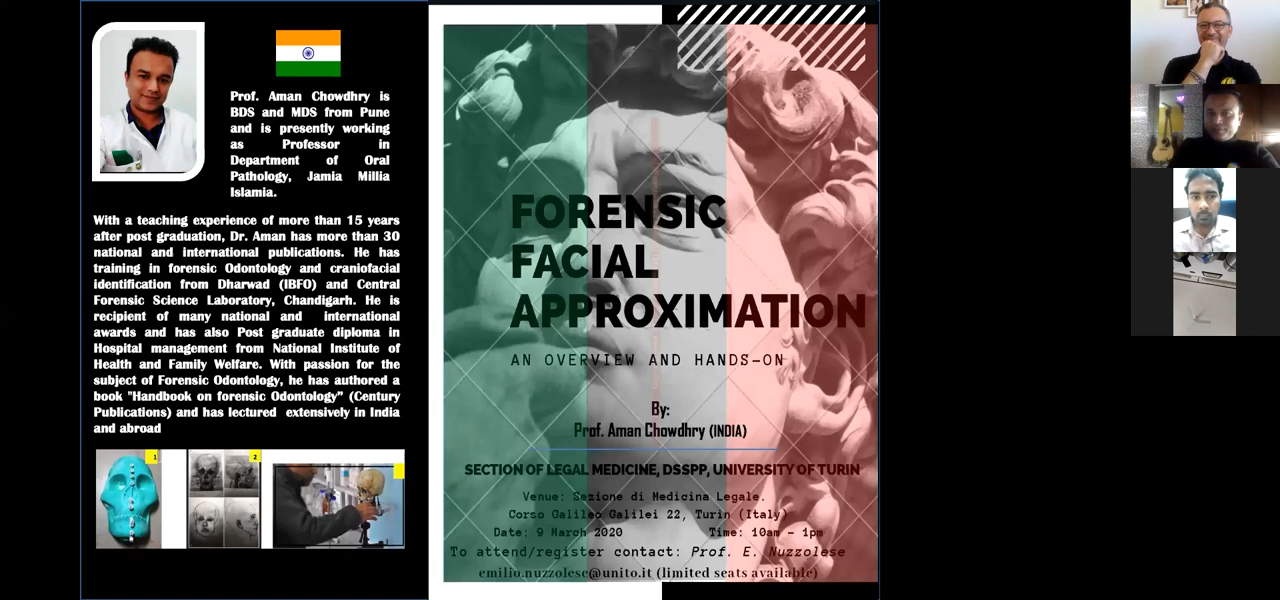 Prof. Aman Chowdhry is
BDS and MDS from Pune
and is presently working
as Professor in
Department of Oral
Pathology, Jamia Millia
Islamia.
With a teaching experience of more than 15 years
after post graduation, Dr. Aman has more than 30
national and international publications. He has
training in forensic Odontology and craniofacial
identification from Dharwad (IBFO) and Central
Forensic Science Laboratory, Chandigarh. He is
recipient of many national and international
awards and has also Post graduate diploma in
Hospital management from National Institute of
Health and Family Welfare. With passion for the
subject of Forensic Odontology, he has authored a
book "Handbook on forensic Odontology” (Century
Publications) and has lectured extensively in India
and abroad
1
2
FORENSIC
FACIAL
APPROXIMATION
AN OVERVIEW AND HANDS-ON
By:
Prof. Aman Chowdhry (INDIA)
SECTION OF LEGAL MEDICINE, DSSPP, UNIVERSITY OF TURIN
Venue: Sezione di Medicina Legale.
Corso Galileo Galilei 22, Turin (Italy)
Date: 9 March 2020 Time: 10am - 1pm
To attend/register contact: Prof. E. Nuzzolese
emilio.nuzzolese@unito.it (limited seats available)